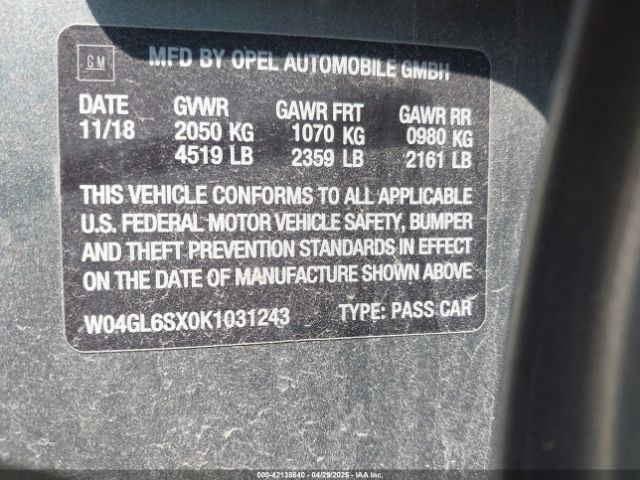 GM
MFD BY OPEL AUTOMOBILE GMBH
DATE GVWR GAWR FRT GAWR RR
11/18 2050 KG 1070 KG 0980 KG
4519 LB 2359 LB 2161 LB
THIS VEHICLE CONFORMS TO ALL APPLICABLE
U.S. FEDERAL MOTOR VEHICLE SAFETY, BUMPER
AND THEFT PREVENTION STANDARDS IN EFFECT
ON THE DATE OF MANUFACTURE SHOWN ABOVE
W04GL6SX0K1031243 TYPE: PASS CAR
000-42138640 - 04/29/2025 - IAAI.COM